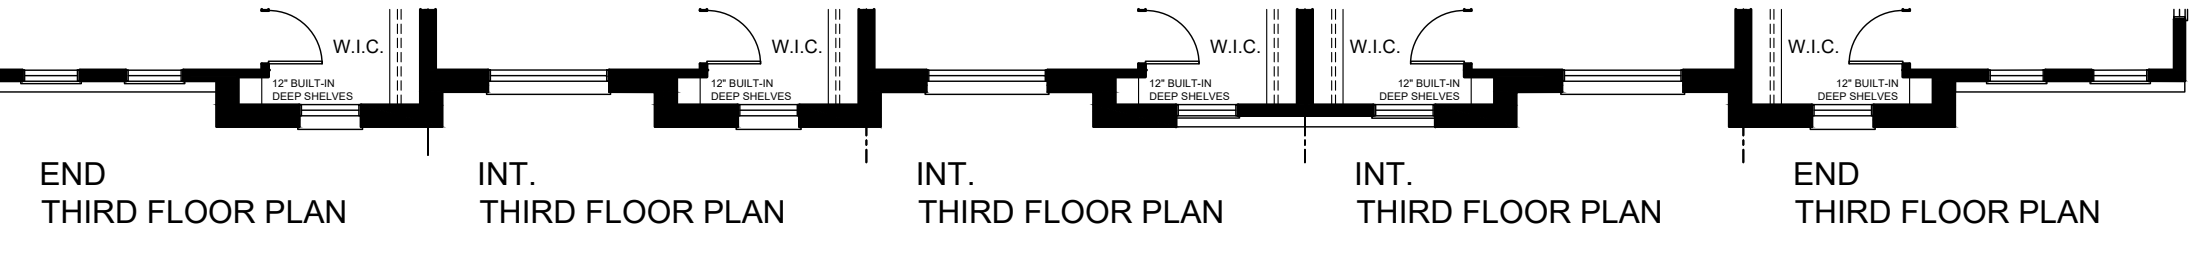 W.I.C. W.I.C. W.I.C. W.I.C. W.I.C.
12" BUILT-IN 12" BUILT-IN 12" BUILT-IN 12" BUILT-IN 12" BUILT-IN
DEEP SHELVES DEEP SHELVES DEEP SHELVES DEEP SHELVES DEEP SHELVES
END INT. INT. INT. END
THIRD FLOOR PLAN THIRD FLOOR PLAN THIRD FLOOR PLAN THIRD FLOOR PLAN THIRD FLOOR PLAN